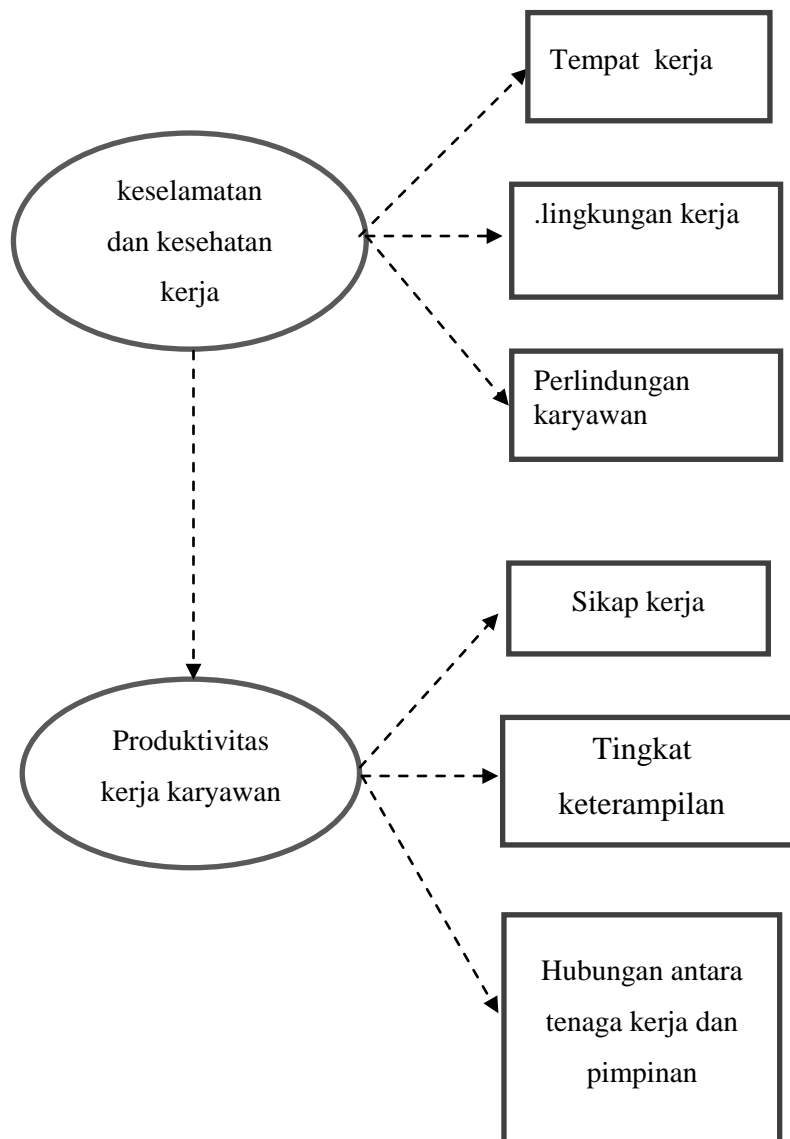 Tempat kerja
keselamatan
dan kesehatan
kerja
.lingkungan kerja
Perlindungan
karyawan
Sikap kerja
Produktivitas
kerja karyawan
Tingkat
keterampilan
Hubungan antara
tenaga kerja dan
pimpinan